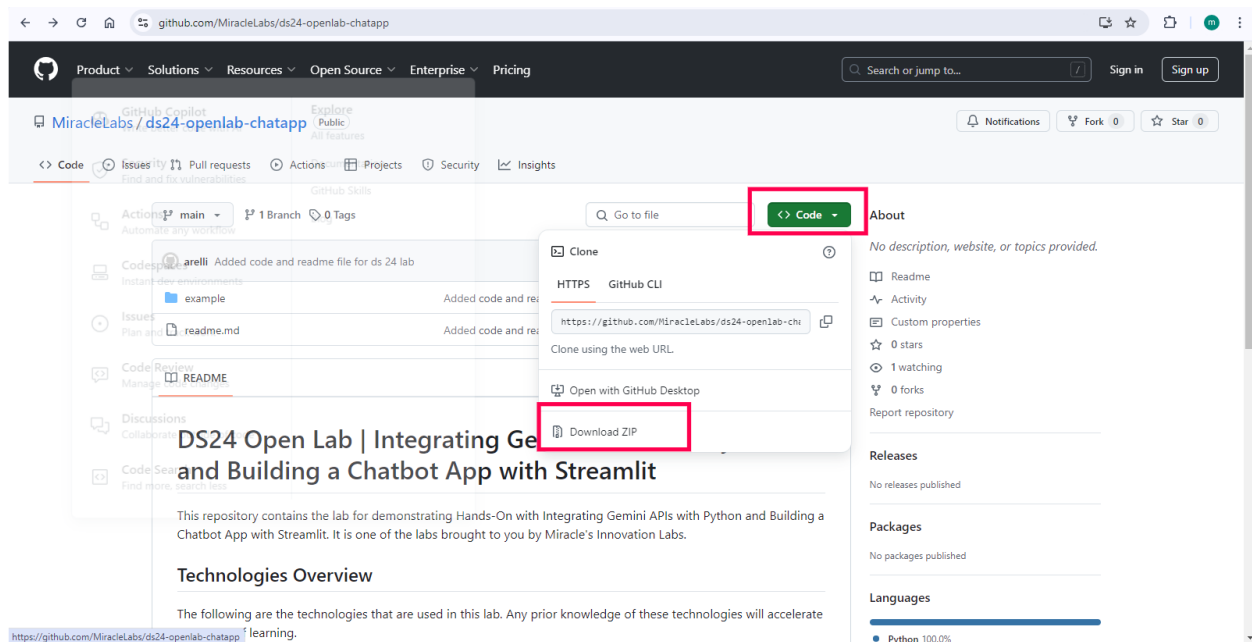 github.com/MiracleLabs/ds24-openlab-chatapp
m
Product Solutions Resources Open Source Enterprise Pricing
Search or jump to... /
Sign in
Sign up
GitHub Copilot
Explore
MiracleLabs / ds24-openlab-chatapp Public
All features
Notifications
Fork 0
Star 0
Code Issues Pull requests Actions Projects Security Insights
Security
Find and fix vulnerabilities
GitHub Skills
Actions
Automate any workflow
main 1 Branch 0 Tags
Go to file
Code
Codespaces
Instant dev environments
arelli Added code and readme file for ds 24 lab
example Added code and rea
Issues
Plan and
readme.md Added code and rea
Code Review
Manage code changes
README
Discussions
Collaborate
Code Search
Find more, search less
Clone
HTTPS GitHub CLI
https://github.com/MiracleLabs/ds24-openlab-cha
Clone using the web URL.
Open with GitHub Desktop
Download ZIP
DS24 Open Lab | Integrating Ge
and Building a Chatbot App with Streamlit
This repository contains the lab for demonstrating Hands-On with Integrating Gemini APIs with Python and Building a
Chatbot App with Streamlit. It is one of the labs brought to you by Miracle's Innovation Labs.
Technologies Overview
The following are the technologies that are used in this lab. Any prior knowledge of these technologies will accelerate
learning.
About
No description, website, or topics provided.
Readme
Activity
Custom properties
0 stars
1 watching
0 forks
Report repository
Releases
No releases published
Packages
No packages published
Languages
Python 100.0%
https://github.com/MiracleLabs/ds24-openlab-chatapp